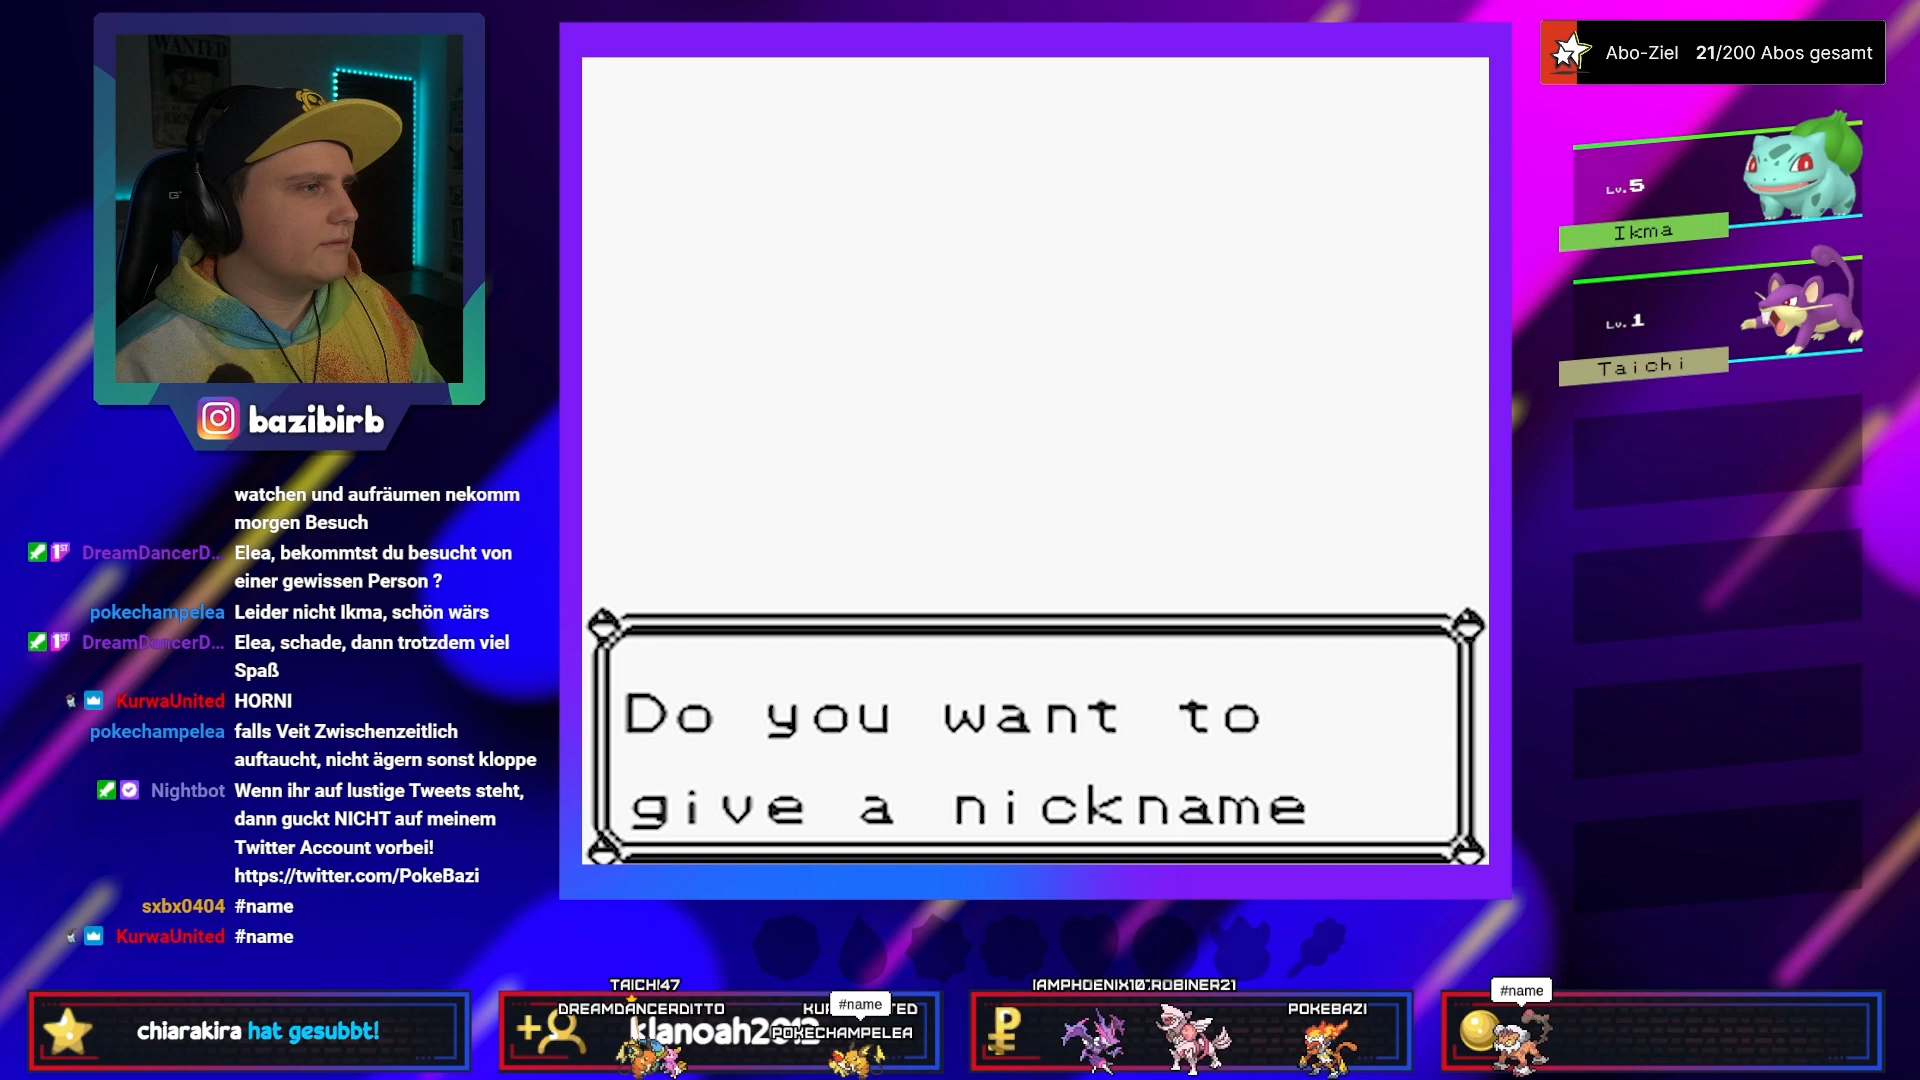 WANTED
bazibirb
watchen und aufräumen nekomm
morgen Besuch
DreamDancerD... Elea, bekommtst du besucht von
einer gewissen Person ?
pokechampelea Leider nicht Ikma, schön wärs
DreamDancerD... Elea, schade, dann trotzdem viel
Spaß
KurwaUnited HORNI
pokechampelea falls Veit Zwischenzeitlich
auftaucht, nicht ägern sonst kloppe
Nightbot Wenn ihr auf lustige Tweets steht,
dann guckt NICHT auf meinem
Twitter Account vorbei!
https://twitter.com/PokeBazi
sxbx0404 #name
KurwaUnited #name
Do you want to
give a nickname
Abo-Ziel 21/200 Abos gesamt
Lv.5
Ikma
Lv.1
Taichi
chiarakira hat gesubbt!
TAICHI47
DREAMDANCERDITTO
#name
klanoah2012
POKECHAMPELEA
IAMPHOENIX10
ROBINER21
POKEBAZI
#name